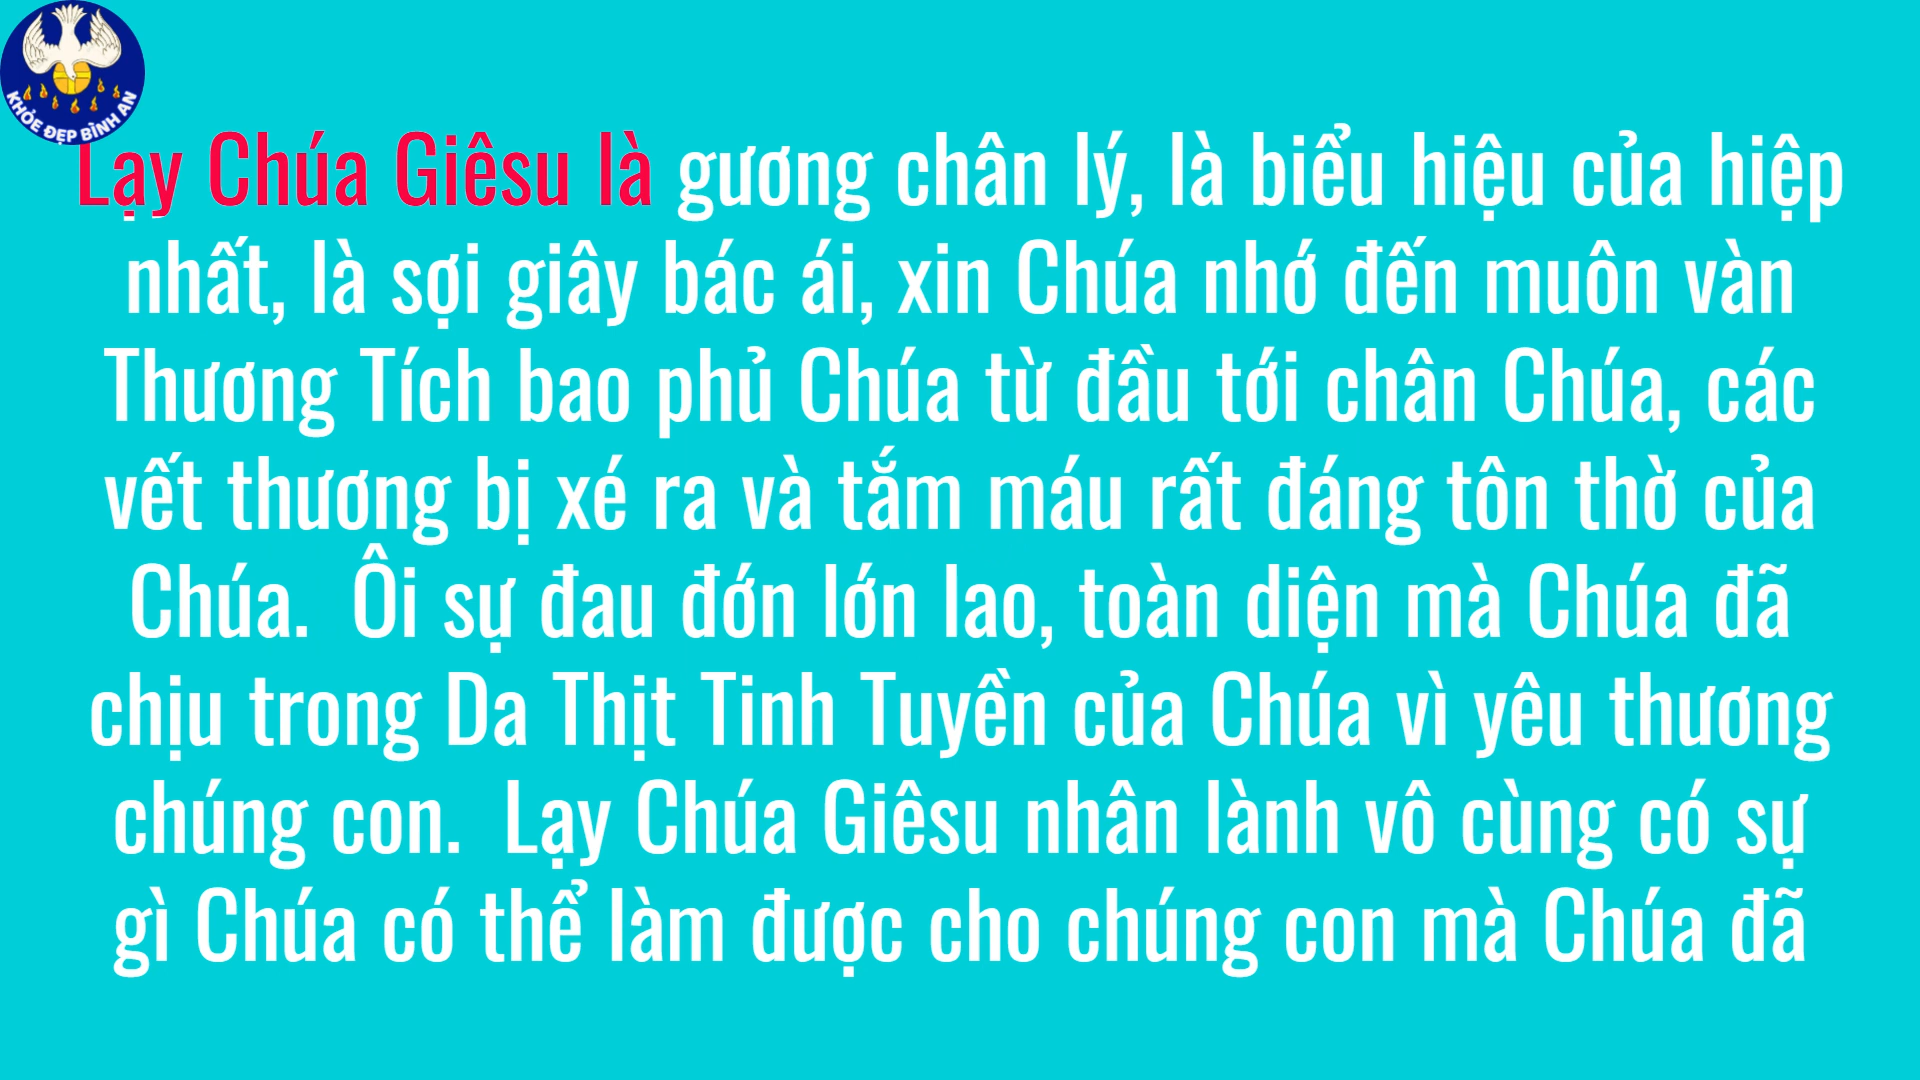 KHỎE ĐẸP BÌNH AN
Lạy Chúa Giêsu là gương chân lý, là biểu hiệu của hiệp
nhất, là sợi giây bác ái, xin Chúa nhớ đến muôn vàn
Thương Tích bao phủ Chúa từ đầu tới chân Chúa, các
vết thương bị xé ra và tắm máu rất đáng tôn thờ của
Chúa.  Ôi sự đau đớn lớn lao, toàn diện mà Chúa đã
chịu trong Da Thịt Tinh Tuyền của Chúa vì yêu thương
chúng con.  Lạy Chúa Giêsu nhân lành vô cùng có sự
gì Chúa có thể làm được cho chúng con mà Chúa đã